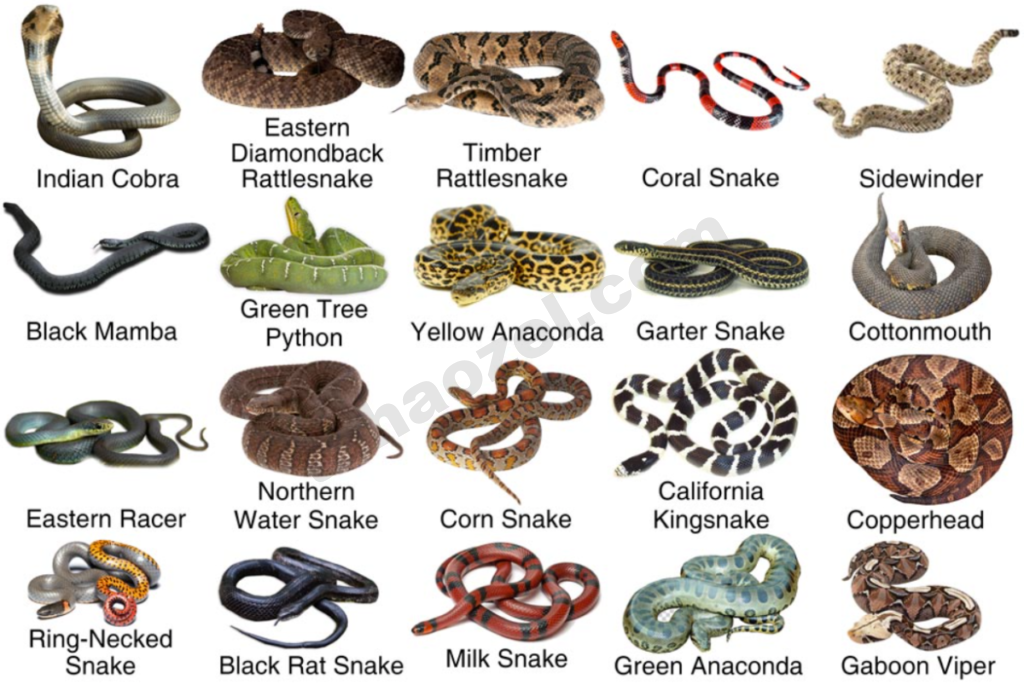 Indian Cobra
Eastern
Diamondback
Rattlesnake
Timber
Rattlesnake
Coral Snake
Sidewinder
Black Mamba
Green Tree
Python
Yellow Anaconda
Garter Snake
Cottonmouth
Eastern Racer
Northern
Water Snake
Corn Snake
California
Kingsnake
Copperhead
Ring-Necked
Snake
Black Rat Snake
Milk Snake
Green Anaconda
Gaboon Viper